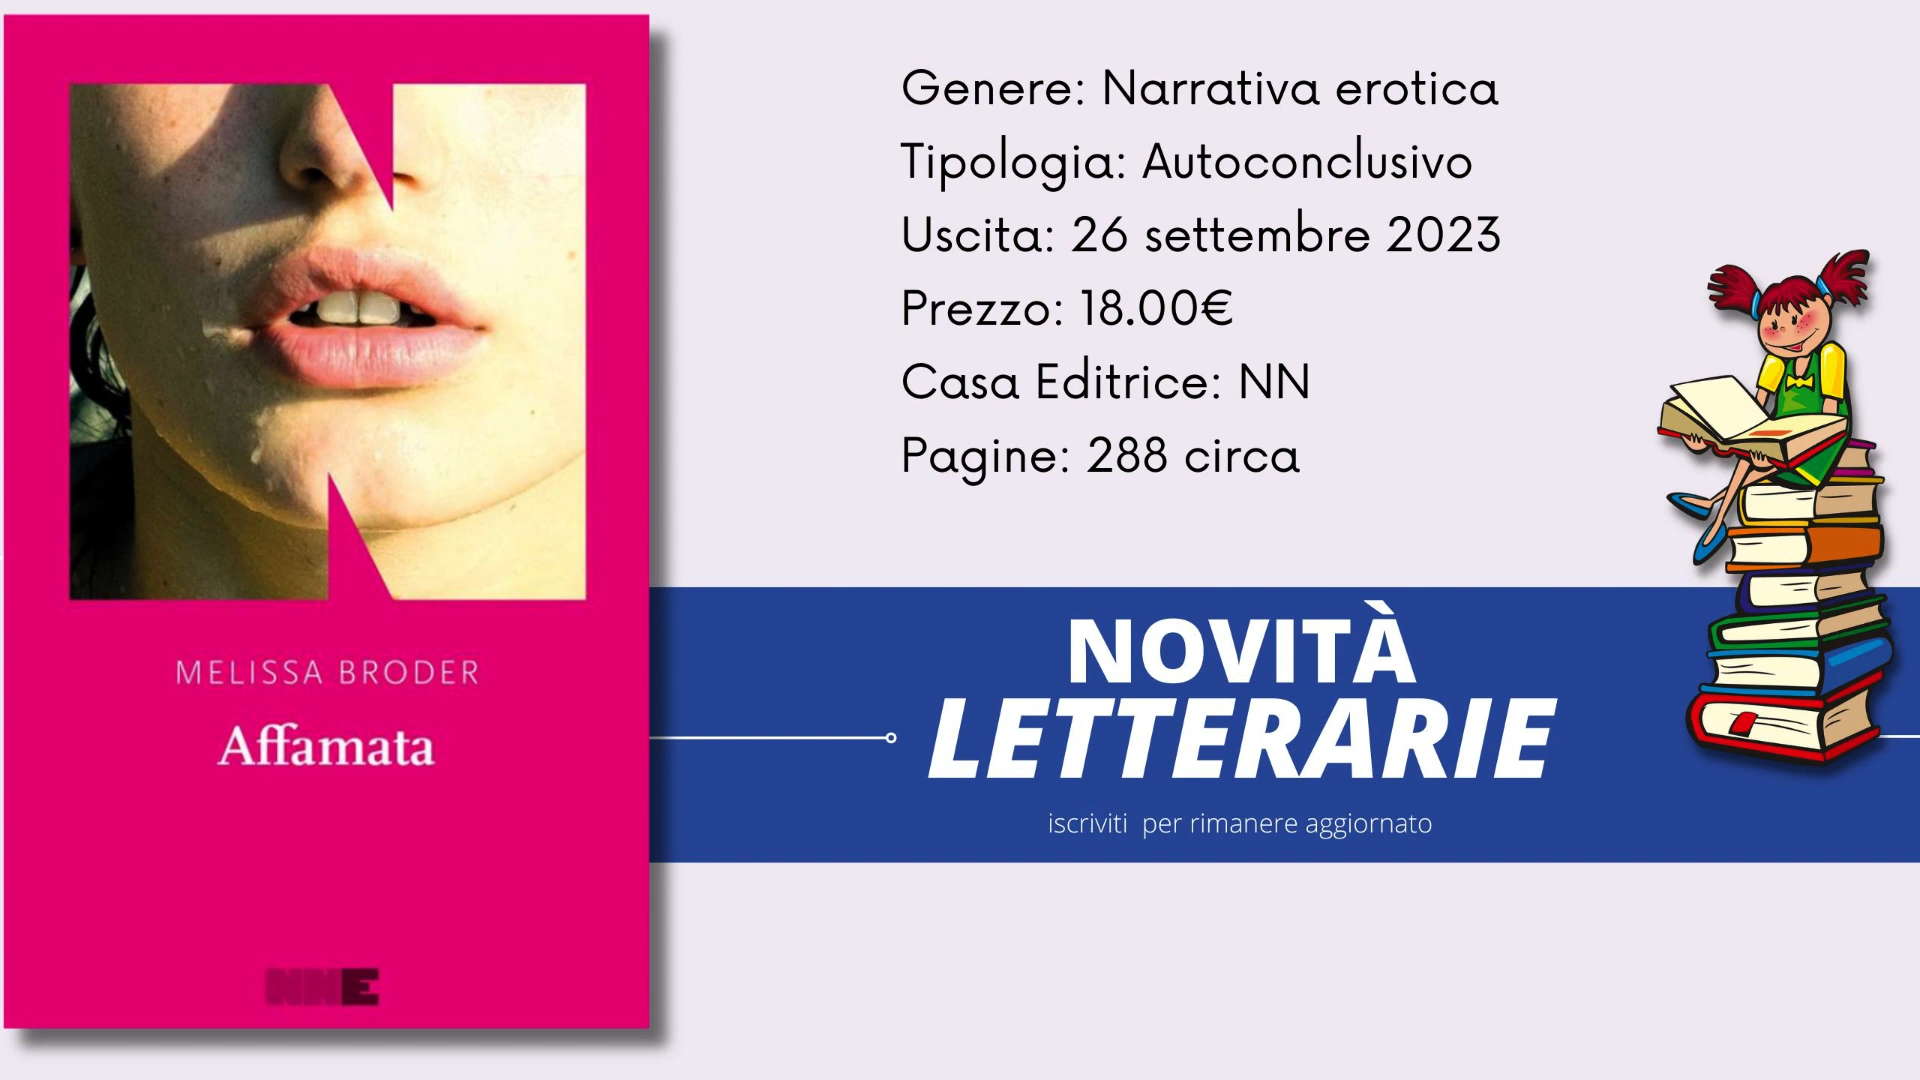 MELISSA BRODER
Affamata
NNE
Genere: Narrativa erotica
Tipologia: Autoconclusivo
Uscita: 26 settembre 2023
Prezzo: 18.00€
Casa Editrice: NN
Pagine: 288 circa
NOVITÀ
LETTERARIE
iscriviti per rimanere aggiornato